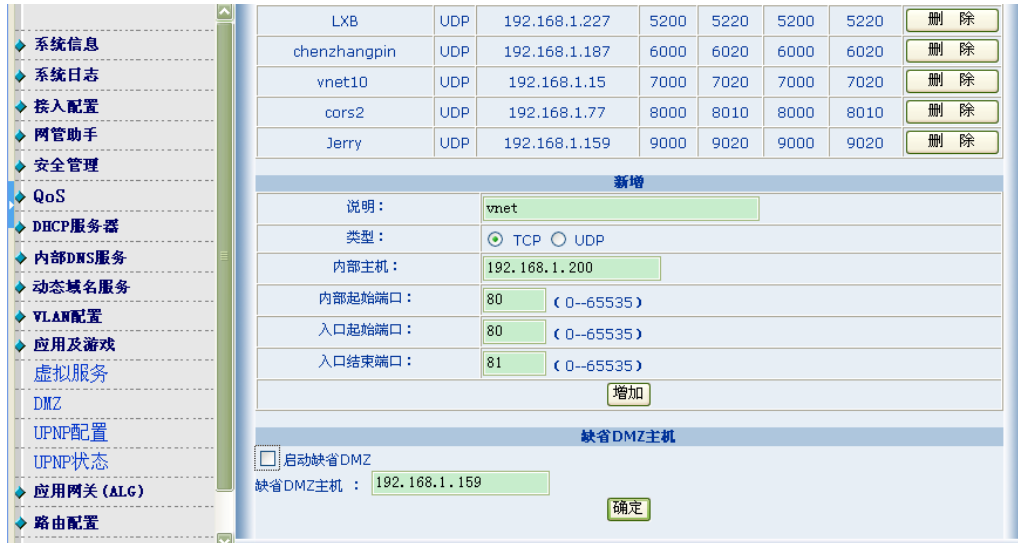 系统信息
系统日志
接入配置
网管助手
安全管理
QoS
DHCP服务器
内部DNS服务
动态域名服务
VLAN配置
应用及游戏
虚拟服务
DMZ
UPNP配置
UPNP状态
应用网关(ALG)
路由配置
LXB UDP 192.168.1.227 5200 5220 5200 5220 删 除
chenzhangpin UDP 192.168.1.187 6000 6020 6000 6020 删 除
vnet10 UDP 192.168.1.15 7000 7020 7000 7020 删 除
cors2 UDP 192.168.1.77 8000 8010 8000 8010 删 除
Jerry UDP 192.168.1.159 9000 9020 9000 9020 删 除
新增
说明： vnet
类型： TCP UDP
内部主机： 192.168.1.200
内部起始端口： 80 (0--65535)
入口起始端口： 80 (0--65535)
入口结束端口： 81 (0--65535)
增加
缺省DMZ主机
启动缺省DMZ
缺省DMZ主机 ： 192.168.1.159
确定